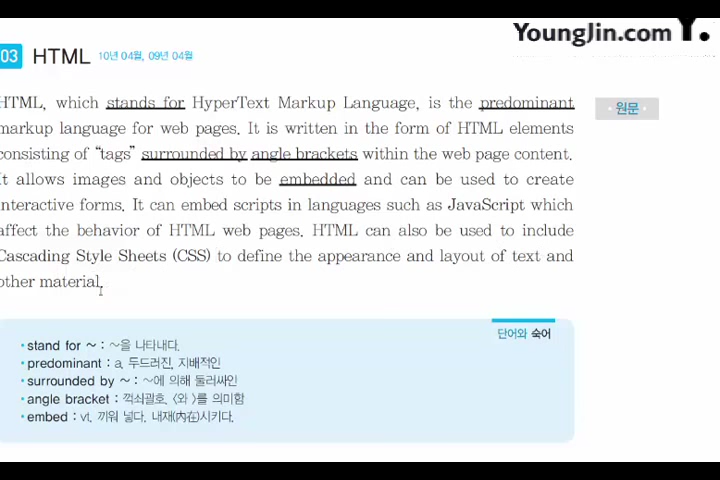 YoungJin.com Y.
03 HTML 10년 04월, 09년 04월
HTML, which stands for HyperText Markup Language, is the predominant
원문
markup language for web pages. It is written in the form of HTML elements
consisting of "tags" surrounded by angle brackets within the web page content.
It allows images and objects to be embedded and can be used to create
interactive forms. It can embed scripts in languages such as JavaScript which
affect the behavior of HTML web pages. HTML can also be used to include
Cascading Style Sheets (CSS) to define the appearance and layout of text and
other material.
단어와 숙어
• stand for ~ : ~을 나타내다.
• predominant : a. 두드러진, 지배적인
• surrounded by ~ : ~에 의해 둘러싸인
• angle bracket : 꺽쇠괄호, 〈와 〉를 의미함
• embed : vt. 끼워 넣다. 내재(內在)시키다.